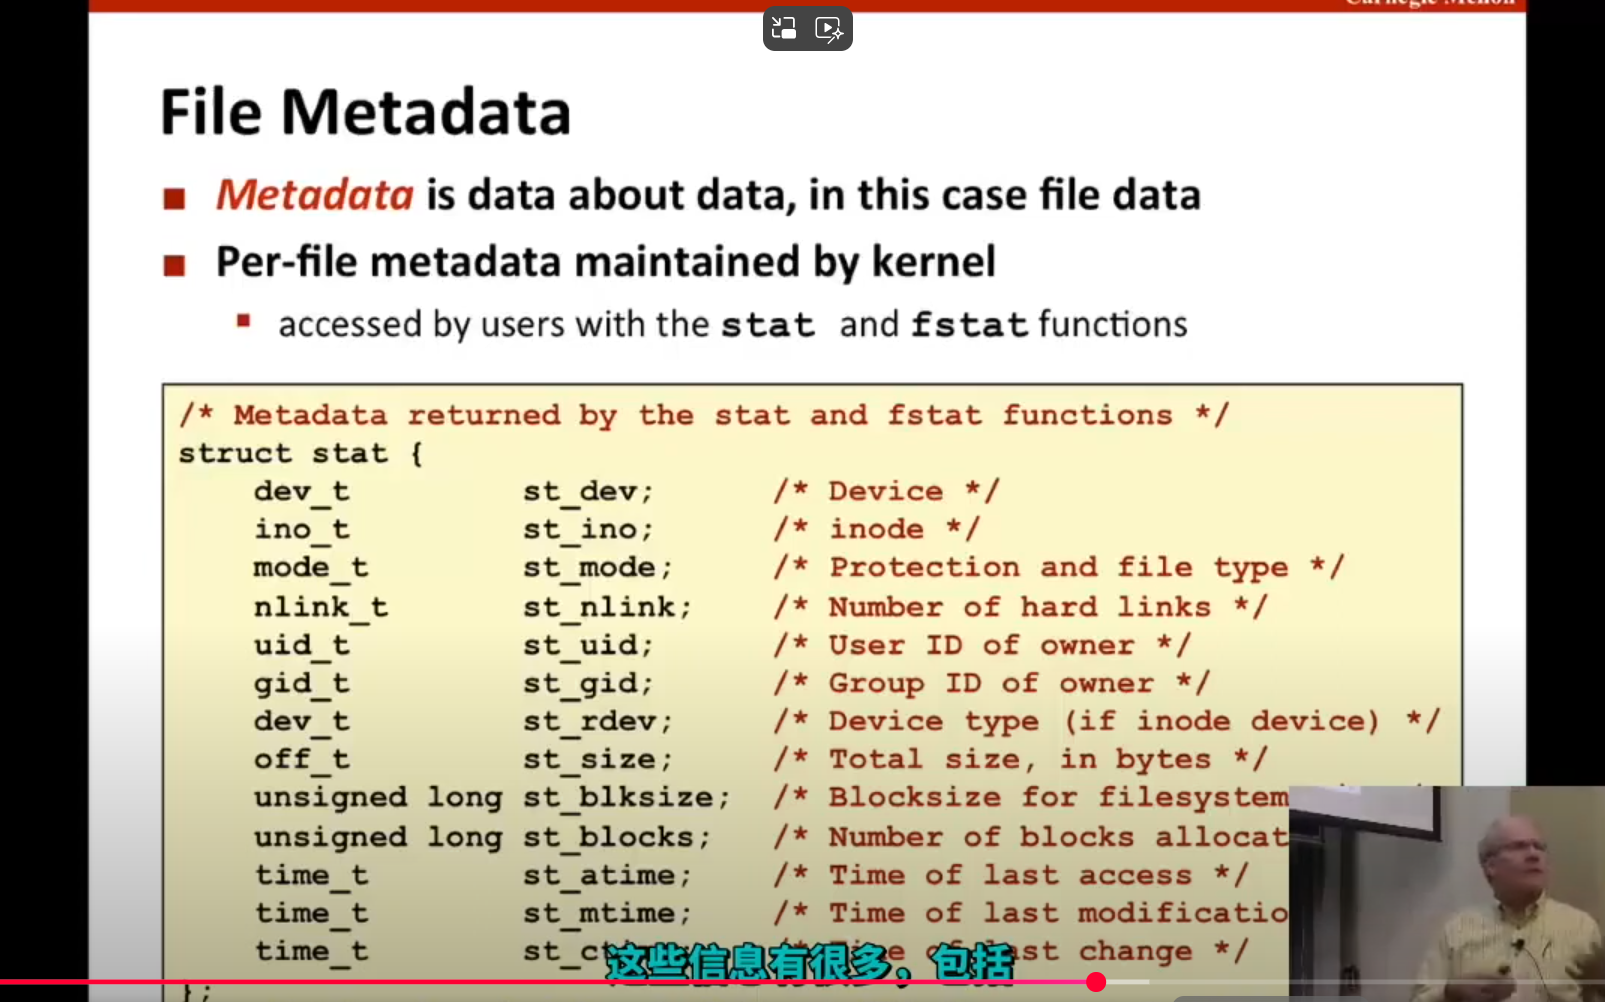 Carnegie Mellon
File Metadata
Metadata is data about data, in this case file data
Per-file metadata maintained by kernel
accessed by users with the stat and fstat functions
/* Metadata returned by the stat and fstat functions */
struct stat {
dev_t st_dev; /* Device */
ino_t st_ino; /* inode */
mode_t st_mode; /* Protection and file type */
nlink_t st_nlink; /* Number of hard links */
uid_t st_uid; /* User ID of owner */
gid_t st_gid; /* Group ID of owner */
dev_t st_rdev; /* Device type (if inode device) */
off_t st_size; /* Total size, in bytes */
unsigned long st_blksize; /* Blocksize for filesystem
unsigned long st_blocks; /* Number of blocks allocat
time_t st_atime; /* Time of last access */
time_t st_mtime; /* Time of last modificatio
time_t st_c last change */
这些信息有很多，包括
};